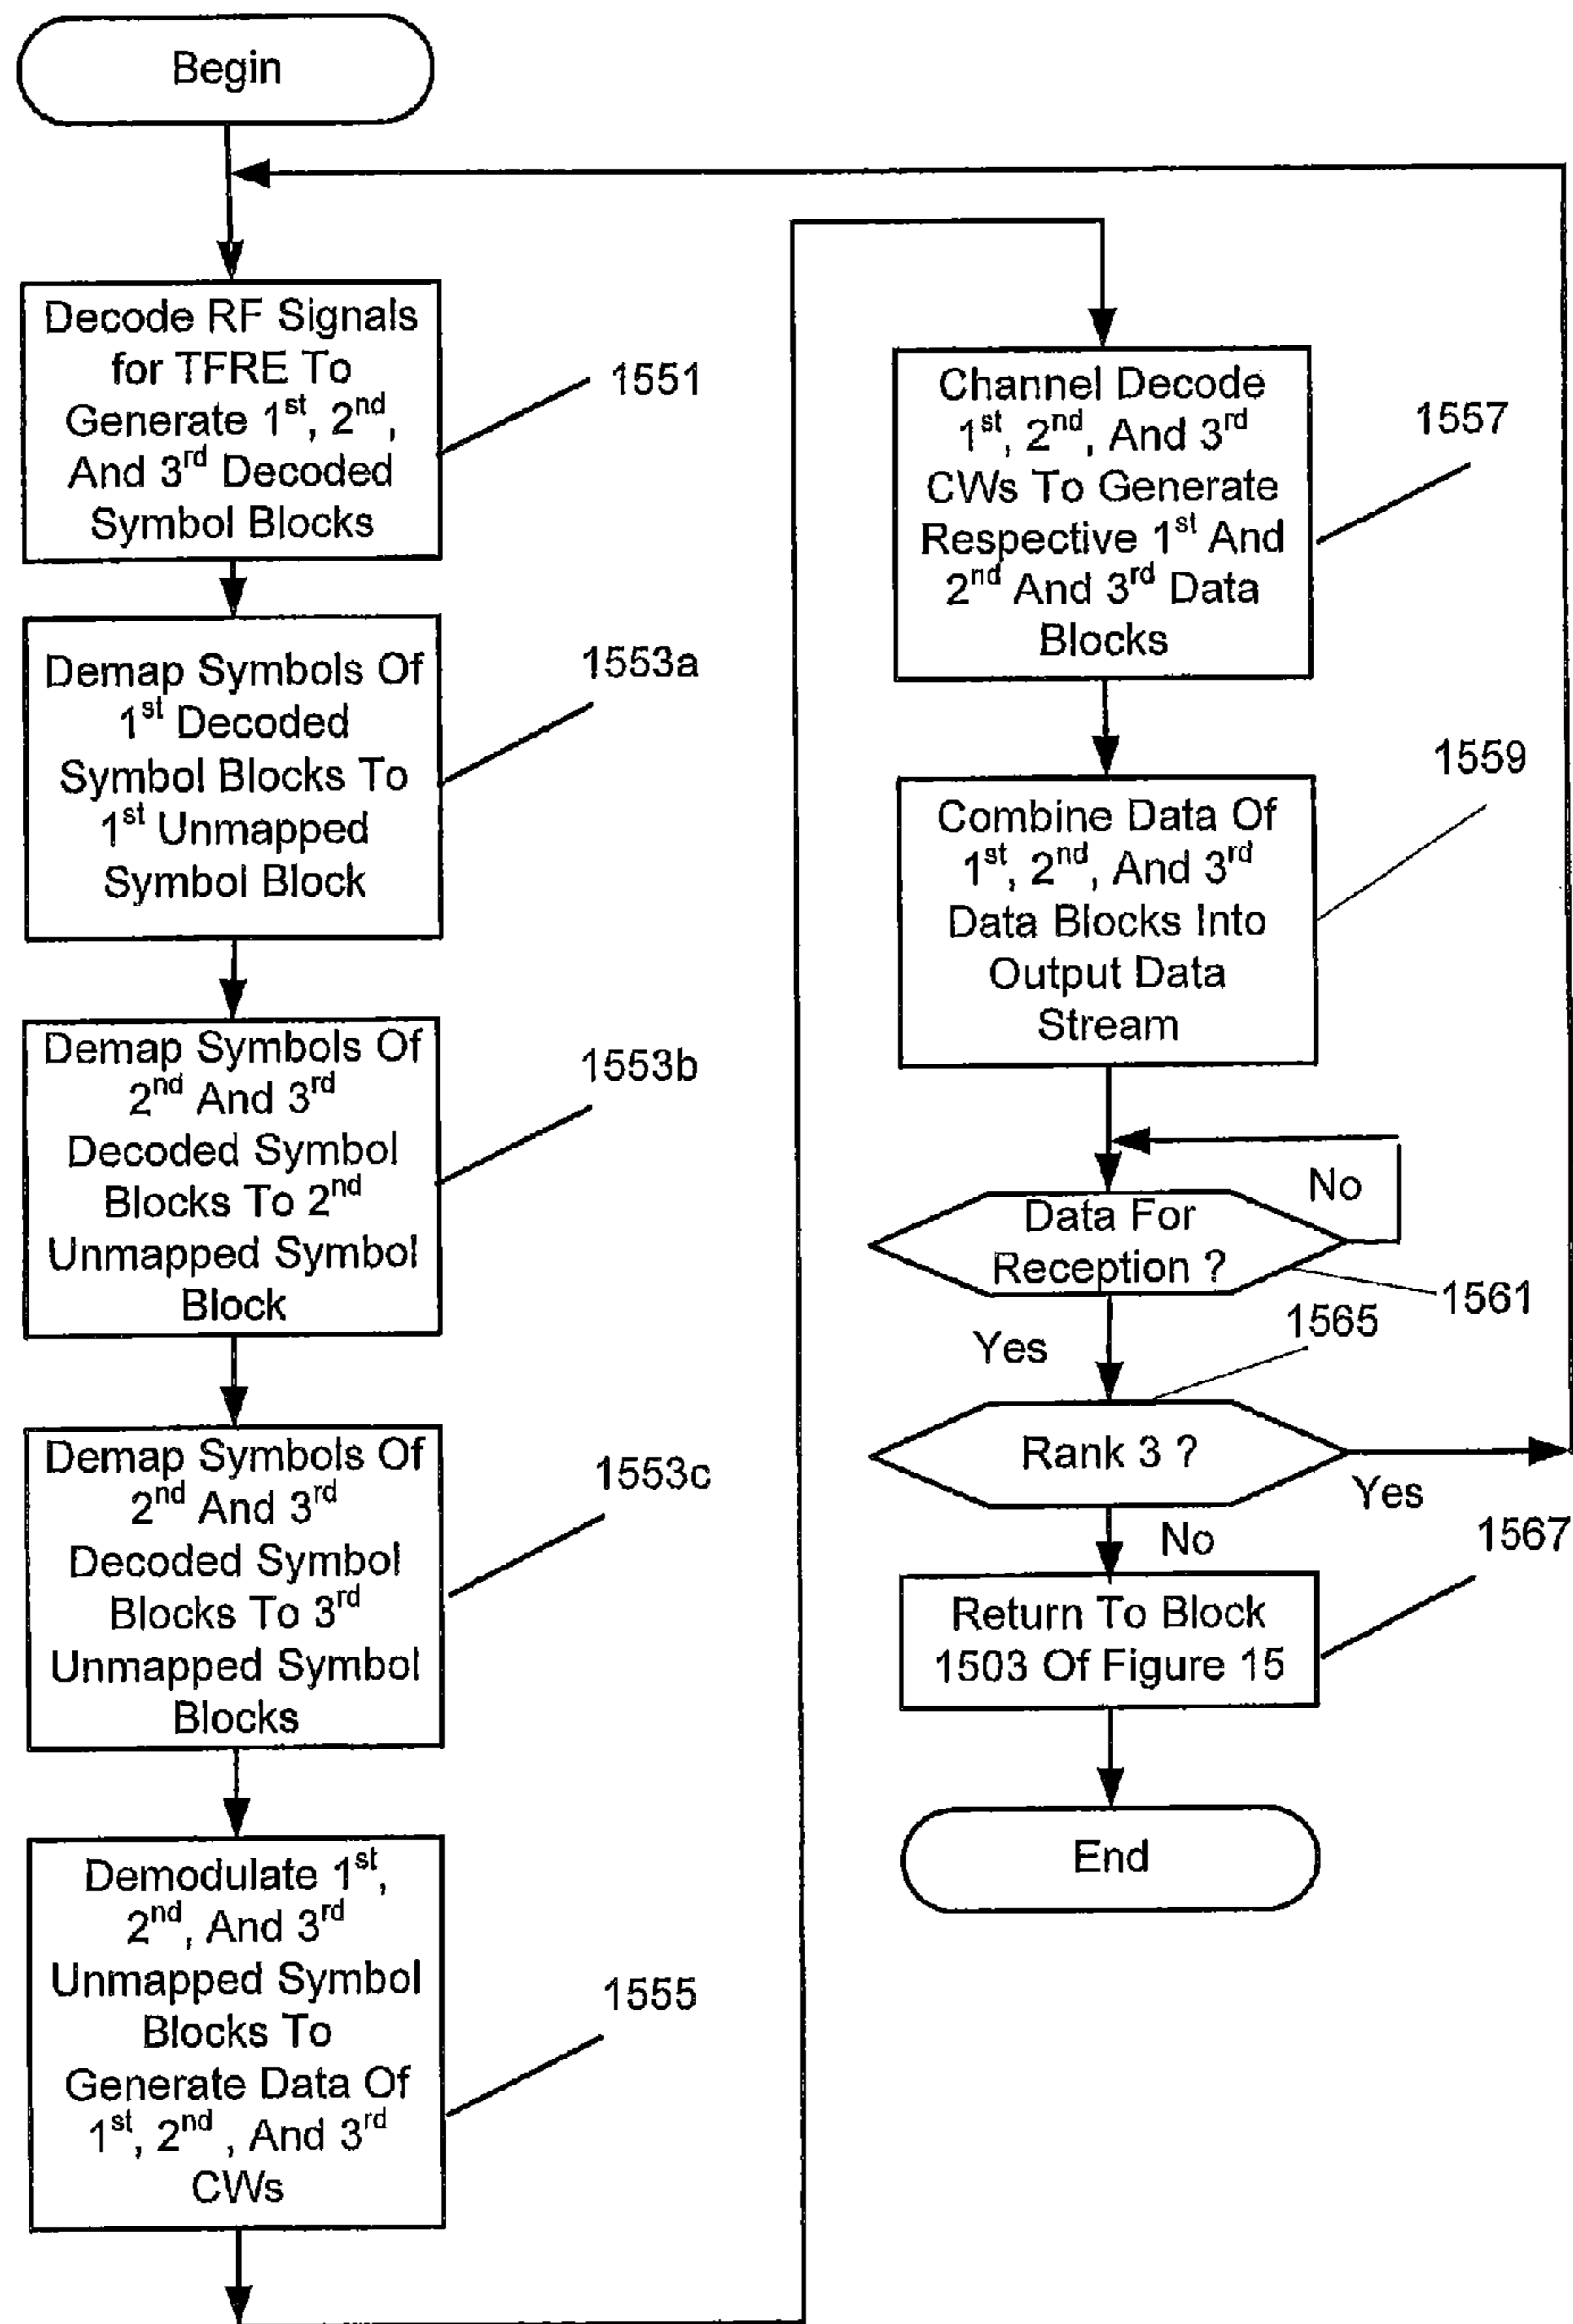 Begin
Decode RF Signals
for TFRE To
Generate 1st, 2nd,
And 3rd Decoded
Symbol Blocks
1551
Demap Symbols Of
1st Decoded
Symbol Blocks To
1st Unmapped
Symbol Block
1553a
Demap Symbols Of
2nd And 3rd
Decoded Symbol
Blocks To 2nd
Unmapped Symbol
Block
1553b
Demap Symbols Of
2nd And 3rd
Decoded Symbol
Blocks To 3rd
Unmapped Symbol
Blocks
1553c
Demodulate 1st,
2nd, And 3rd
Unmapped Symbol
Blocks To
Generate Data Of
1st, 2nd , And 3rd
CWs
1555
Channel Decode
1st, 2nd, And 3rd
CWs To Generate
Respective 1st And
2nd And 3rd Data
Blocks
1557
Combine Data Of
1st, 2nd, And 3rd
Data Blocks Into
Output Data
Stream
1559
Data For
Reception ?
No
1561
Yes
1565
Rank 3 ?
Yes
No
1567
Return To Block
1503 Of Figure 15
End